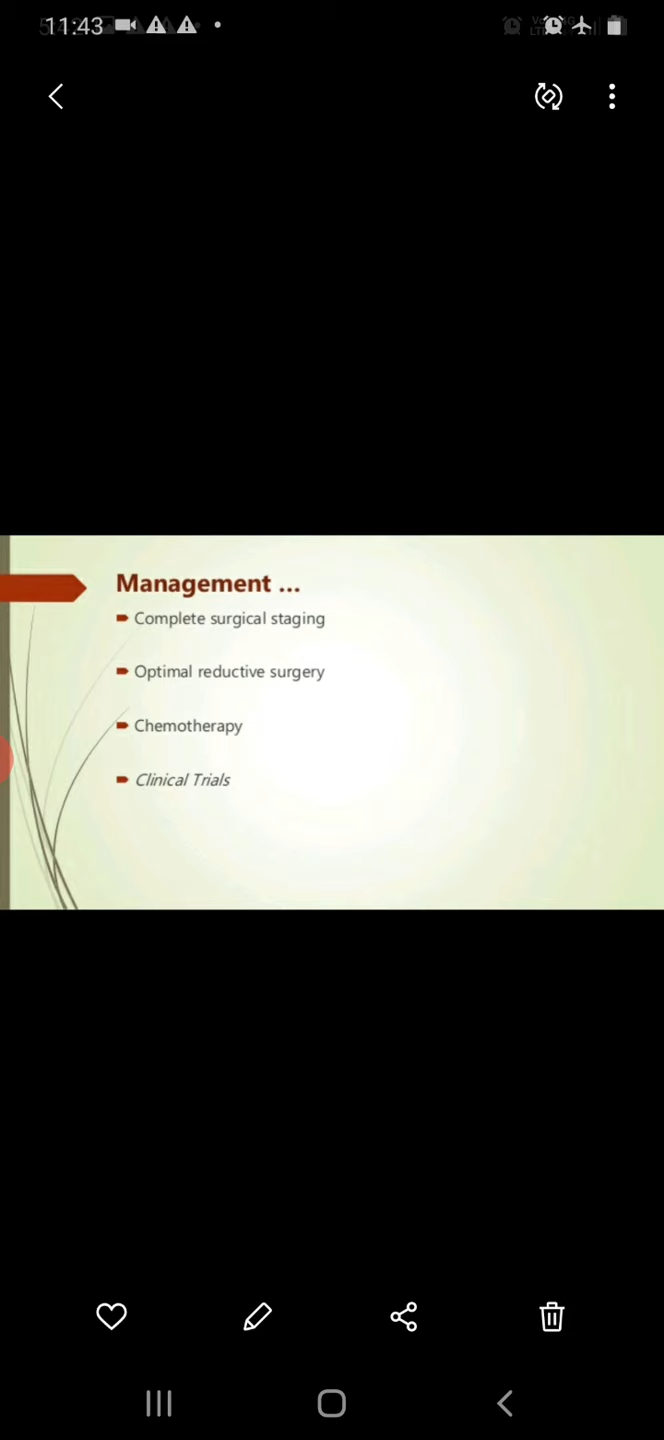 11:43
Management ...
Complete surgical staging
Optimal reductive surgery
Chemotherapy
Clinical Trials